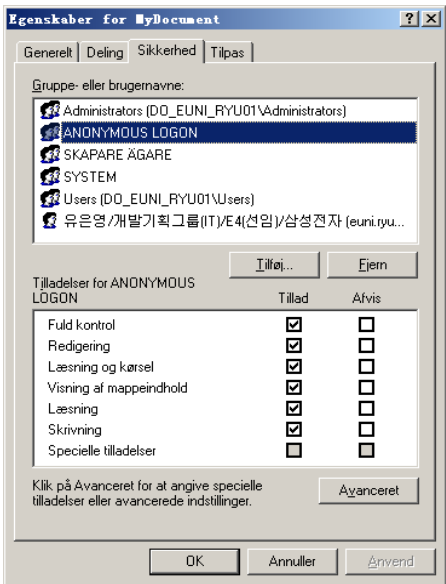 Egenskaber for MyDocument
Generelt Deling Sikkerhed Tilpas
Gruppe- eller brugernavne:
Administrators (DO_EUNI_RYU01\Administrators)
ANONYMOUS LOGON
SKAPARE ÄGARE
SYSTEM
Users (DO_EUNI_RYU01\Users)
유은영/개발기획그룹(IT)/E4(선임)/삼성전자 (euni.ryu...
Tilføj... Fjern
Tilladelser for ANONYMOUS
LOGON Tillad Afvis
Fuld kontrol
Redigering
Læsning og kørsel
Visning af mappeindhold
Læsning
Skrivning
Specielle tilladelser
Klik på Avanceret for at angive specielle
tilladelser eller avancerede indstillinger.
Avanceret
OK Annuller Anvend